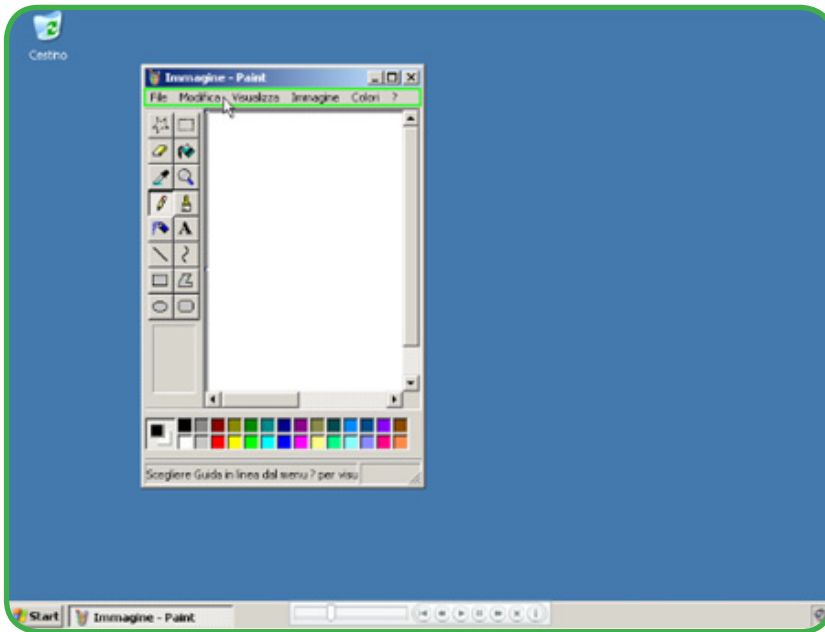 Cestino
Immagine - Paint
File Modifica Visualizza Immagine Colori ?
A
Scegliere Guida in linea dal menu ? per visu
Start Immagine - Paint